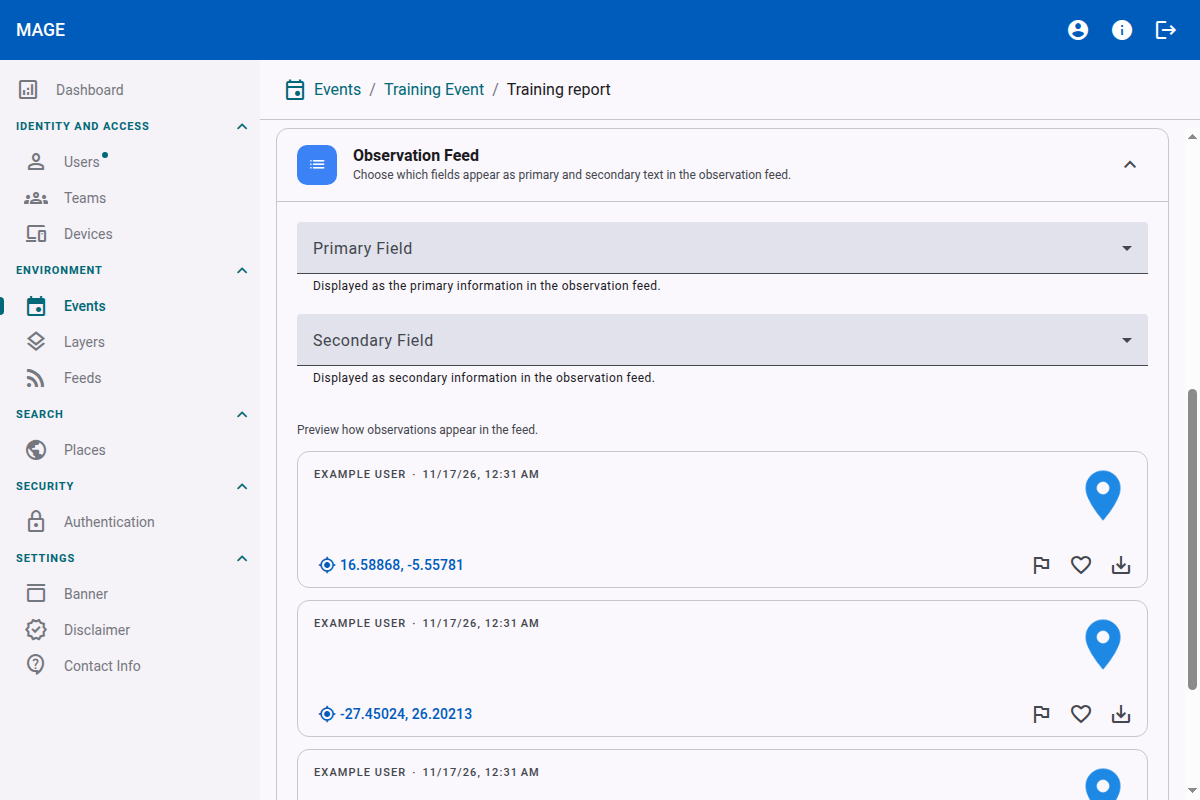 MAGE
Dashboard
IDENTITY AND ACCESS
Users
Teams
Devices
ENVIRONMENT
Events
Layers
Feeds
SEARCH
Places
SECURITY
Authentication
SETTINGS
Banner
Disclaimer
Contact Info
Events / Training Event / Training report
Observation Feed
Choose which fields appear as primary and secondary text in the observation feed.
Primary Field
Displayed as the primary information in the observation feed.
Secondary Field
Displayed as secondary information in the observation feed.
Preview how observations appear in the feed.
EXAMPLE USER · 11/17/26, 12:31 AM
16.58868, -5.55781
EXAMPLE USER · 11/17/26, 12:31 AM
-27.45024, 26.20213
EXAMPLE USER · 11/17/26, 12:31 AM